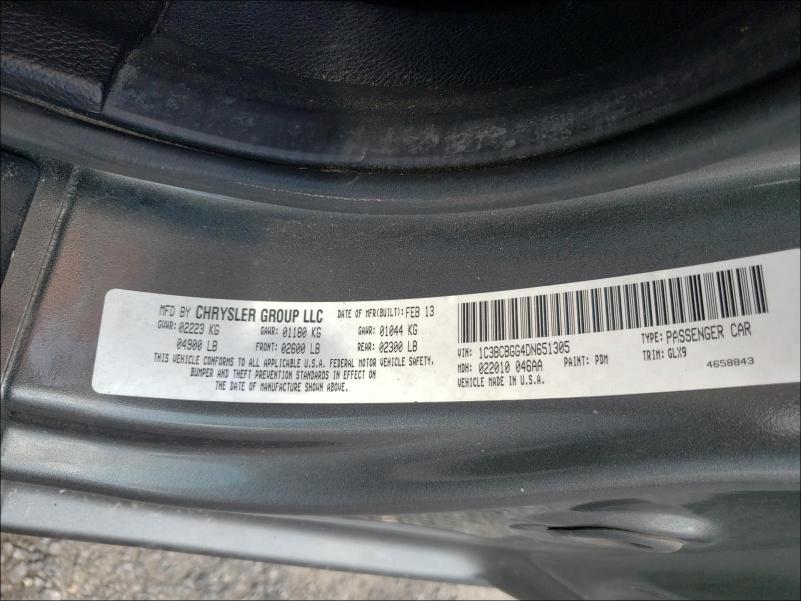 MFD BY CHRYSLER GROUP LLC DATE OF MFR(BUILT): FEB 13
GVWR: 02223 KG GAWR: 01180 KG GAWR: 01044 KG
04900 LB FRONT: 02600 LB REAR: 02300 LB
THIS VEHICLE CONFORMS TO ALL APPLICABLE U.S.A. FEDERAL MOTOR VEHICLE SAFETY,
BUMPER AND THEFT PREVENTION STANDARDS IN EFFECT ON
THE DATE OF MANUFACTURE SHOWN ABOVE.
VIN: 1C3BCBGG4DN651305 TYPE: PASSENGER CAR
MDH: 022010 046AA PAINT: PDM TRIM: GLX9
VEHICLE MADE IN U.S.A. 4658843